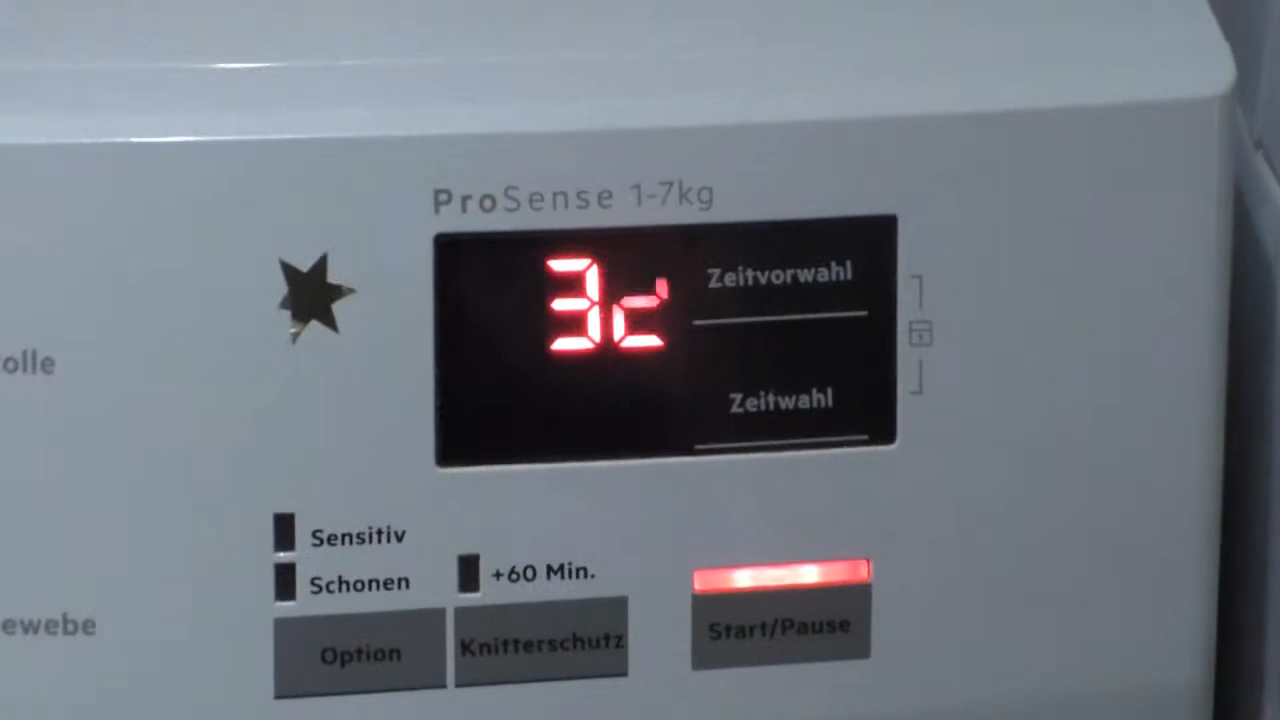 ProSense 1-7kg
3c'
Zeitvorwahl
Zeitwahl
olle
ewebe
Sensitiv
Schonen
+60 Min.
Option
Knitterschutz
Start/Pause